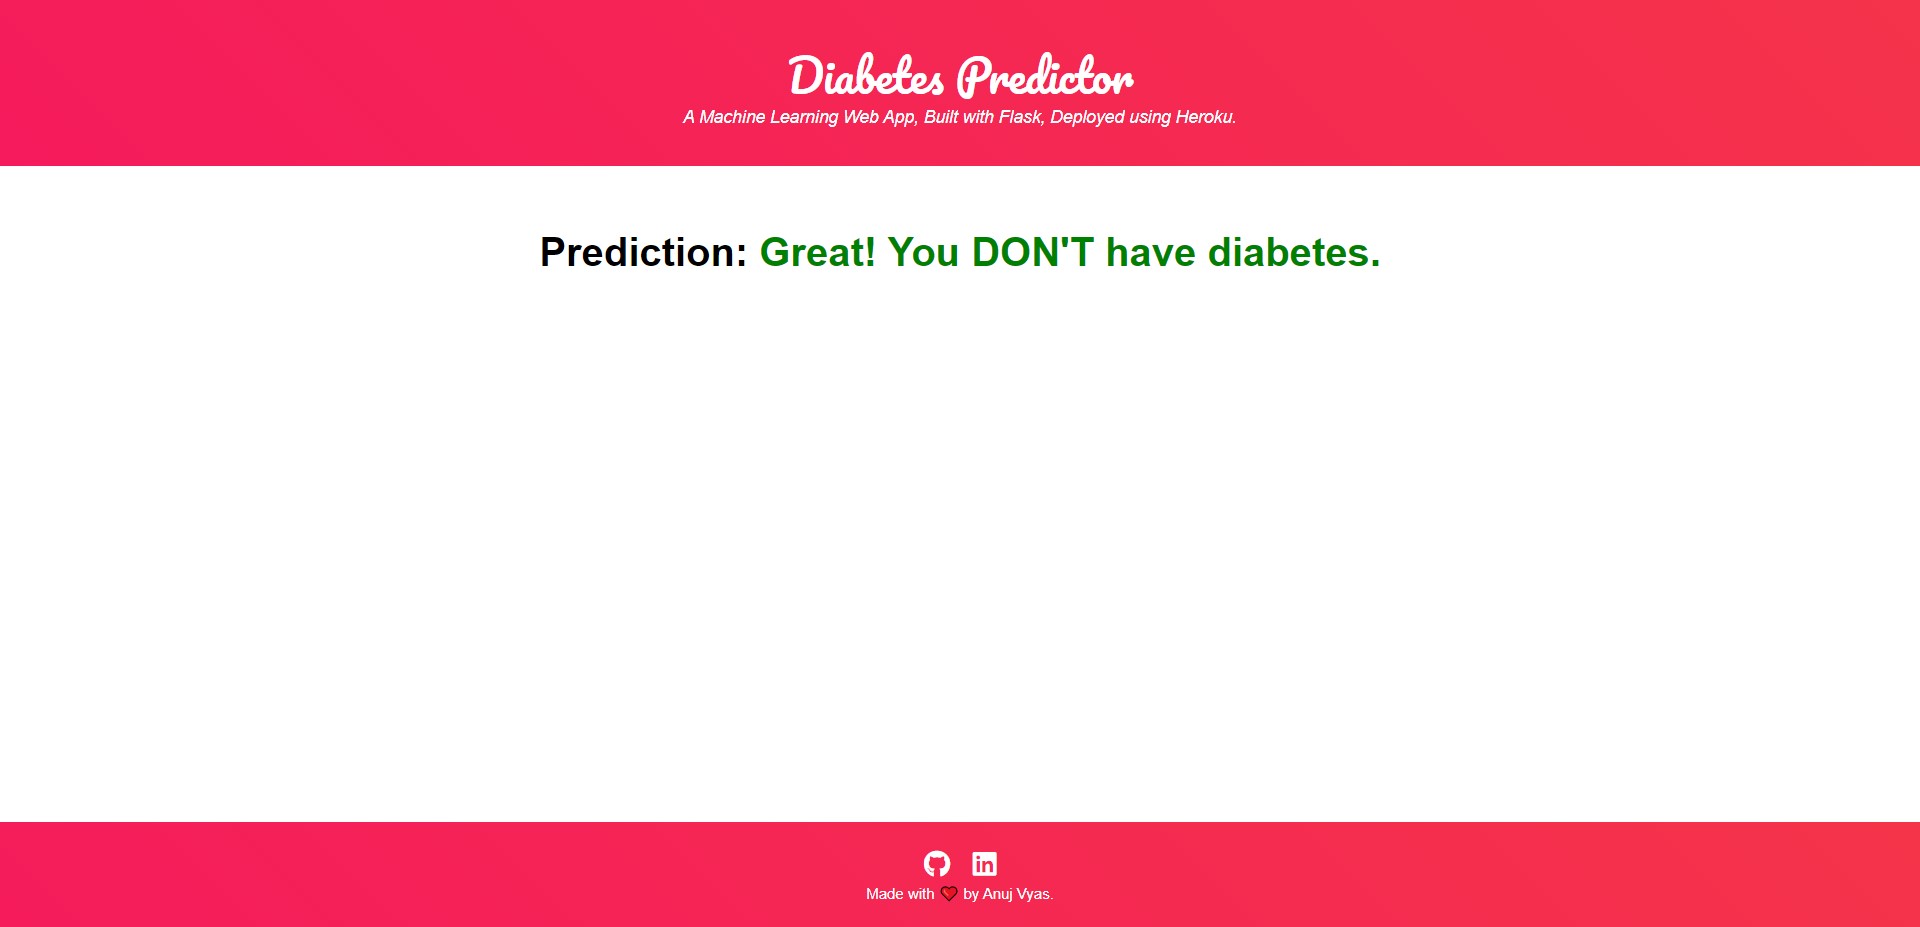 Diabetes Predictor
A Machine Learning Web App, Built with Flask, Deployed using Heroku.
Prediction: Great! You DON'T have diabetes.
in
Made with ❤ by Anuj Vyas.